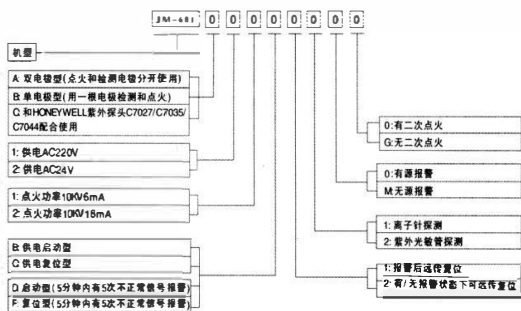 JM-681 0 0 0 0 0 0 0 0
机型
A: 双电极型(点火和检测电极分开使用)
B: 单电极型(用一根电极检测和点火)
C: 和HONEYWELL紫外探头C7027/C7035/
C7044配合使用
1: 供电AC220V
2: 供电AC24V
1: 点火功率10KV6mA
2: 点火功率10KV16mA
B: 供电启动型
C: 供电复位型
D: 启动型(5分钟内有5次不正常信号报警)
F: 复位型(5分钟内有5次不正常信号报警)
0:有二次点火
G:无二次点火
0:有源报警
M:无源报警
1:离子针探测
2:紫外光敏管探测
1:报警后远传复位
2:有/无报警状态下可远传复位